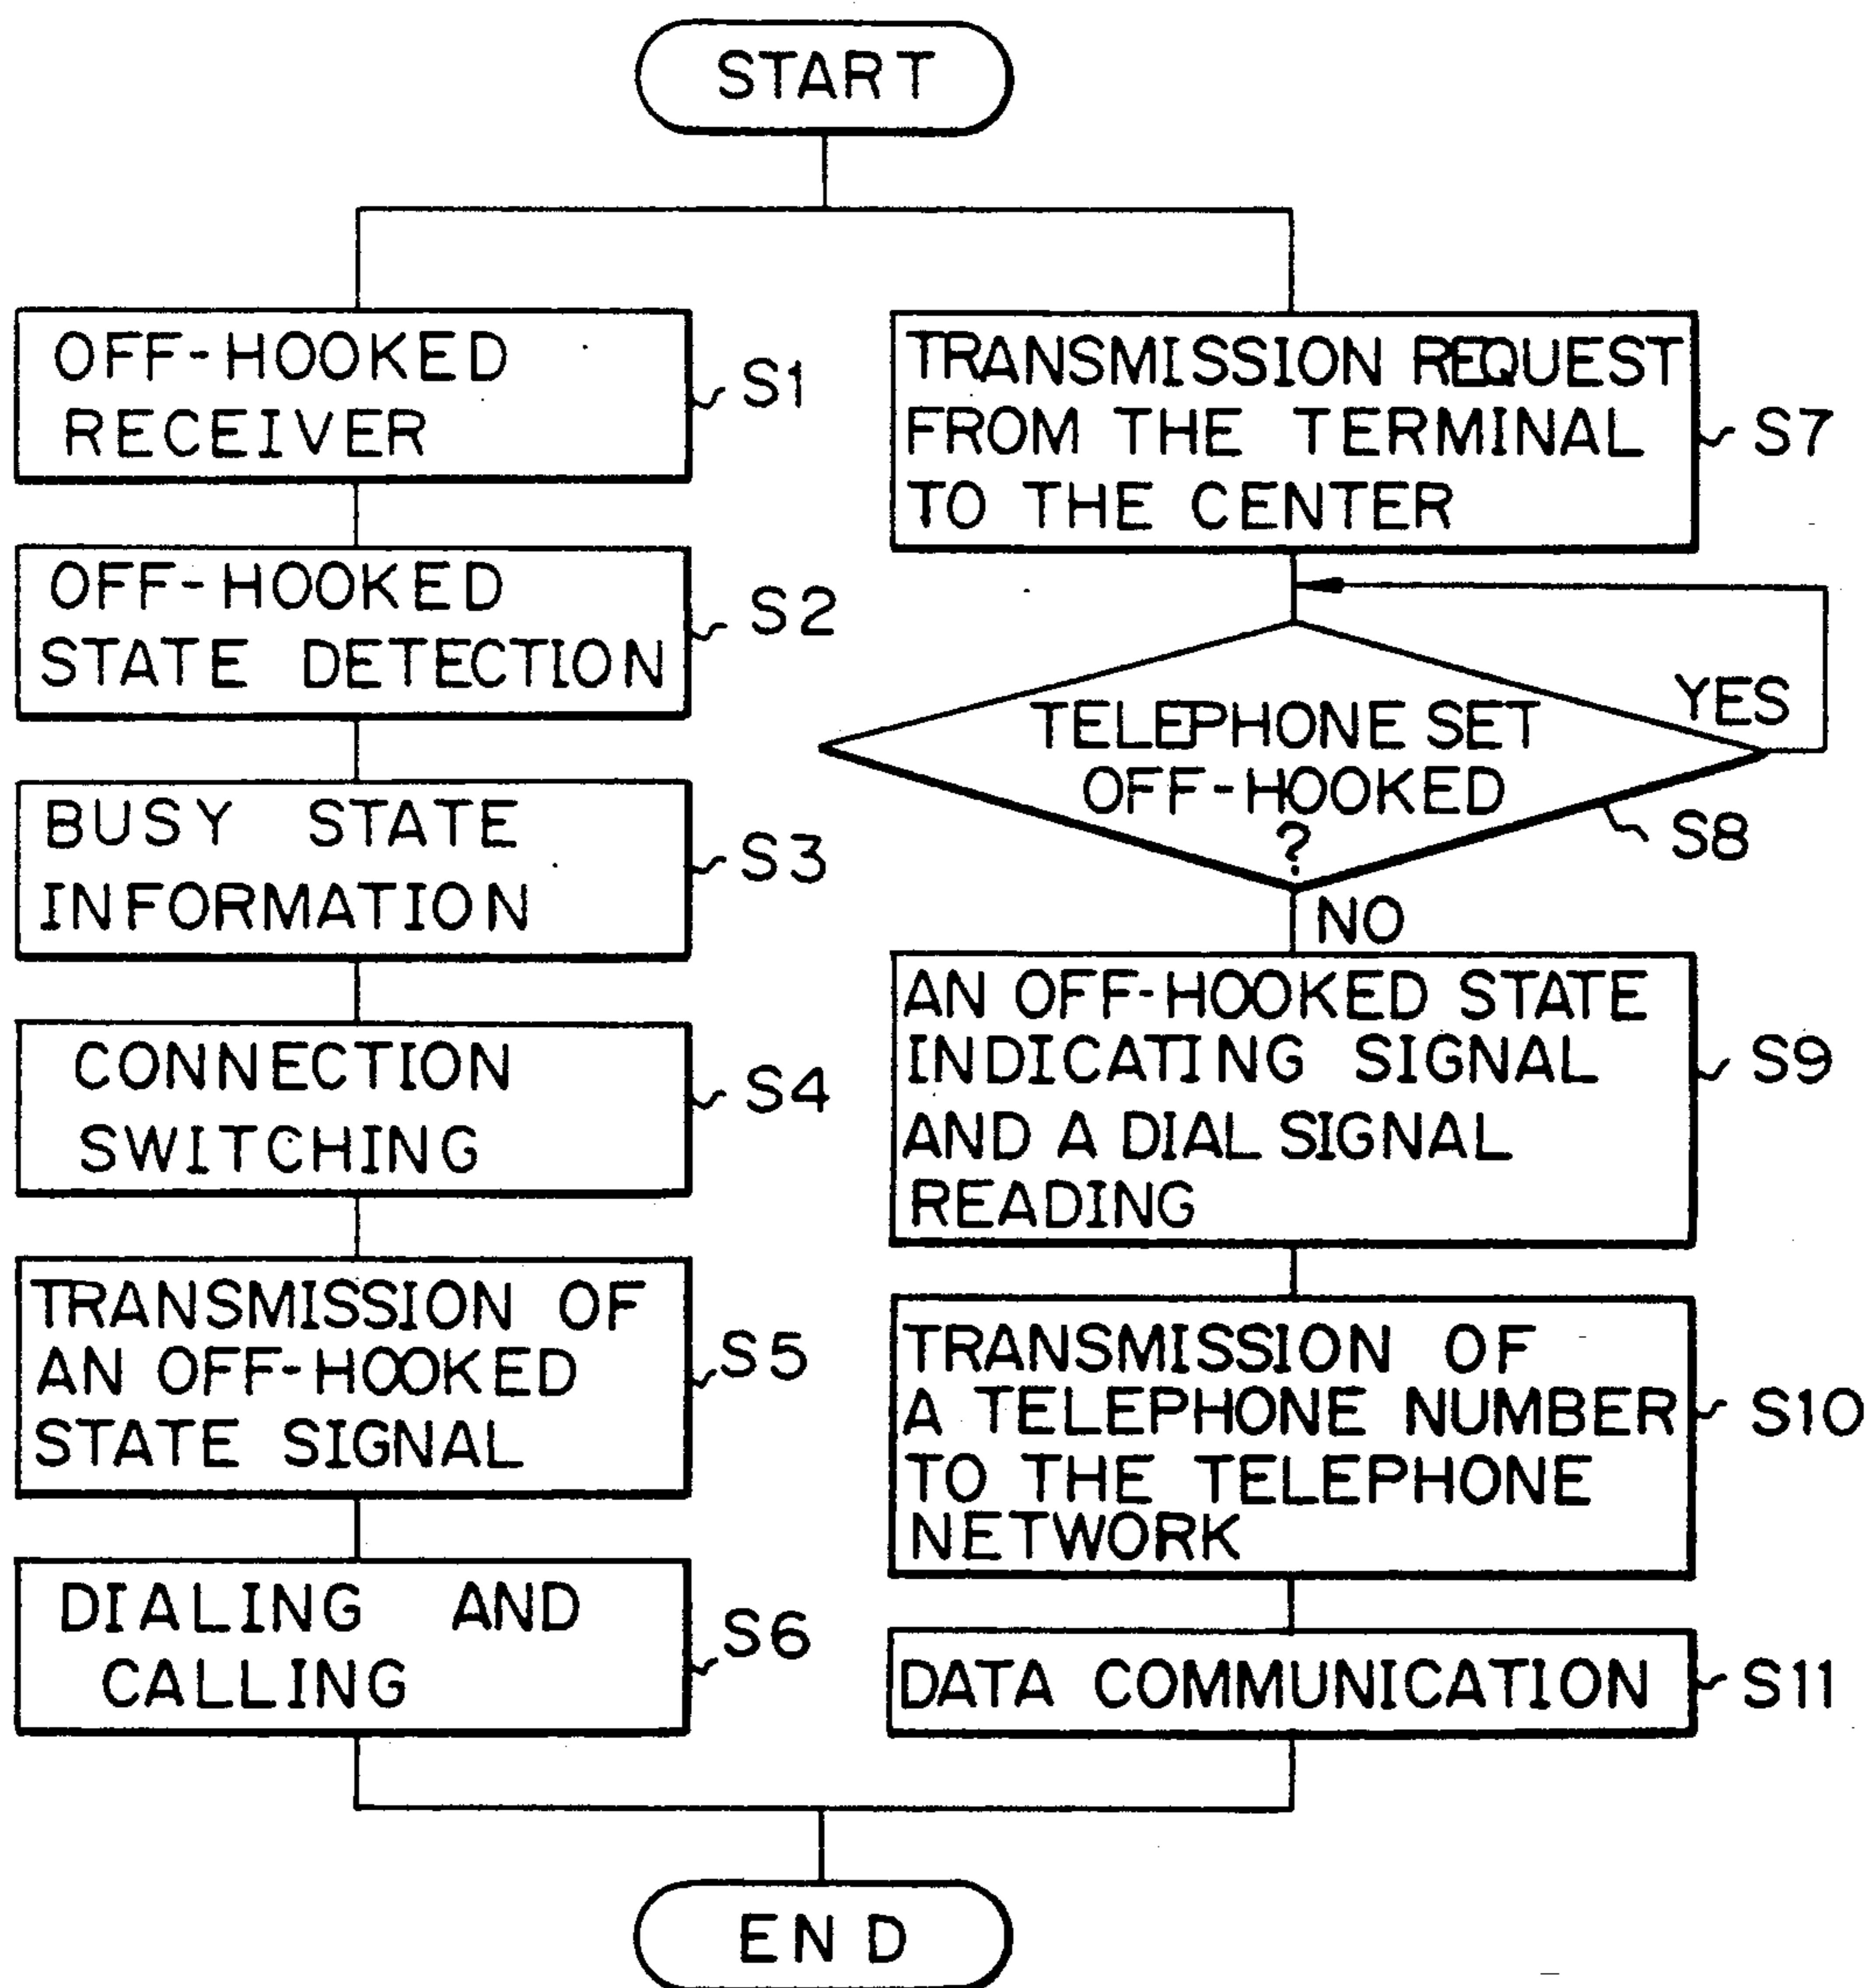 START
OFF-HOOKED
RECEIVER
S1
OFF-HOOKED
STATE DETECTION
S2
BUSY STATE
INFORMATION
S3
CONNECTION
SWITCHING
S4
TRANSMISSION OF
AN OFF-HOOKED
STATE SIGNAL
S5
DIALING AND
CALLING
S6
TRANSMISSION REQUEST
FROM THE TERMINAL
TO THE CENTER
S7
TELEPHONE SET
OFF-HOOKED
?
YES
S8
NO
AN OFF-HOOKED STATE
INDICATING SIGNAL
AND A DIAL SIGNAL
READING
S9
TRANSMISSION OF
A TELEPHONE NUMBER
TO THE TELEPHONE
NETWORK
S10
DATA COMMUNICATION
S11
END